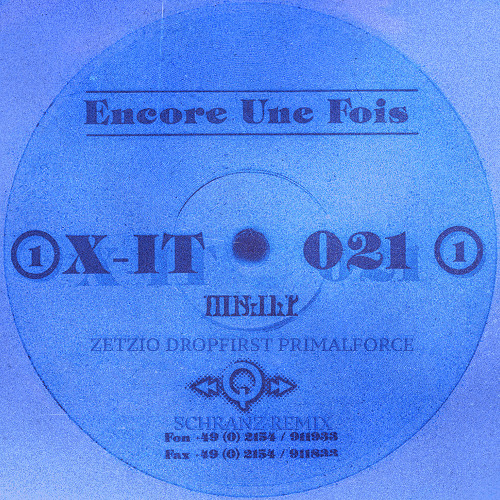 Encore Une Fois
1 X-IT 021 1
ZETZIO DROPFIRST PRIMALFORCE
Q
SCHRANZ REMIX
Fon +49 (0) 2154 / 911933
Fax +49 (0) 2154 / 911833